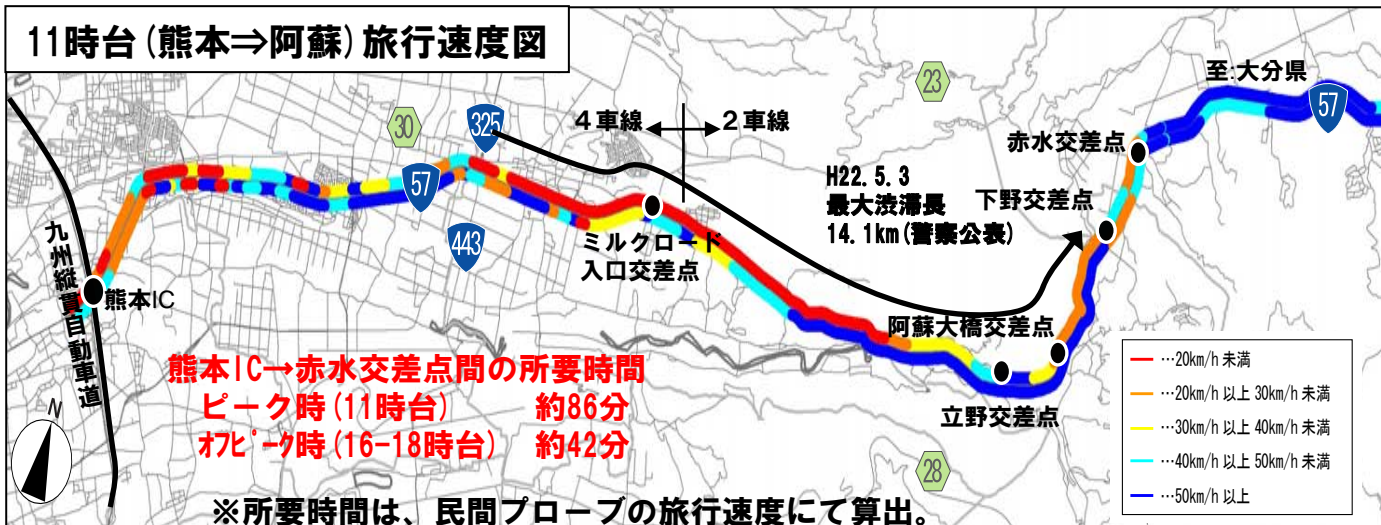 11時台(熊本⇒阿蘇)旅行速度図
至:大分県
23
57
30
325
4車線
2車線
赤水交差点
57
H22.5.3
最大渋滞長
14.1km(警察公表)
下野交差点
443
ミルクロード
入口交差点
九州縦貫自動車道
熊本IC
阿蘇大橋交差点
熊本IC→赤水交差点間の所要時間
ピーク時(11時台) 約86分
オフピーク時(16-18時台) 約42分
立野交差点
…20km/h 未満
…20km/h 以上 30km/h 未満
…30km/h 以上 40km/h 未満
…40km/h 以上 50km/h 未満
…50km/h 以上
N
28
※所要時間は、民間プローブの旅行速度にて算出。